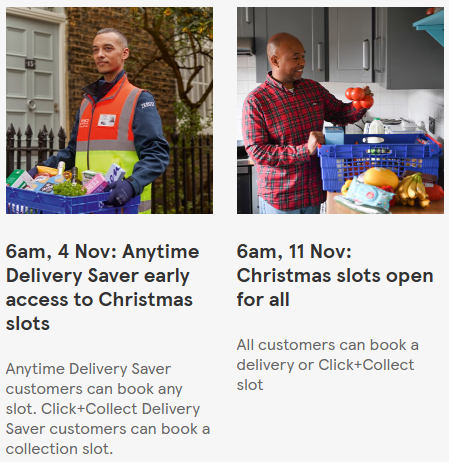 6am, 4 Nov: Anytime
Delivery Saver early
access to Christmas
slots
Anytime Delivery Saver
customers can book any
slot. Click+Collect Delivery
Saver customers can book a
collection slot.
6am, 11 Nov:
Christmas slots open
for all
All customers can book a
delivery or Click+Collect
slot